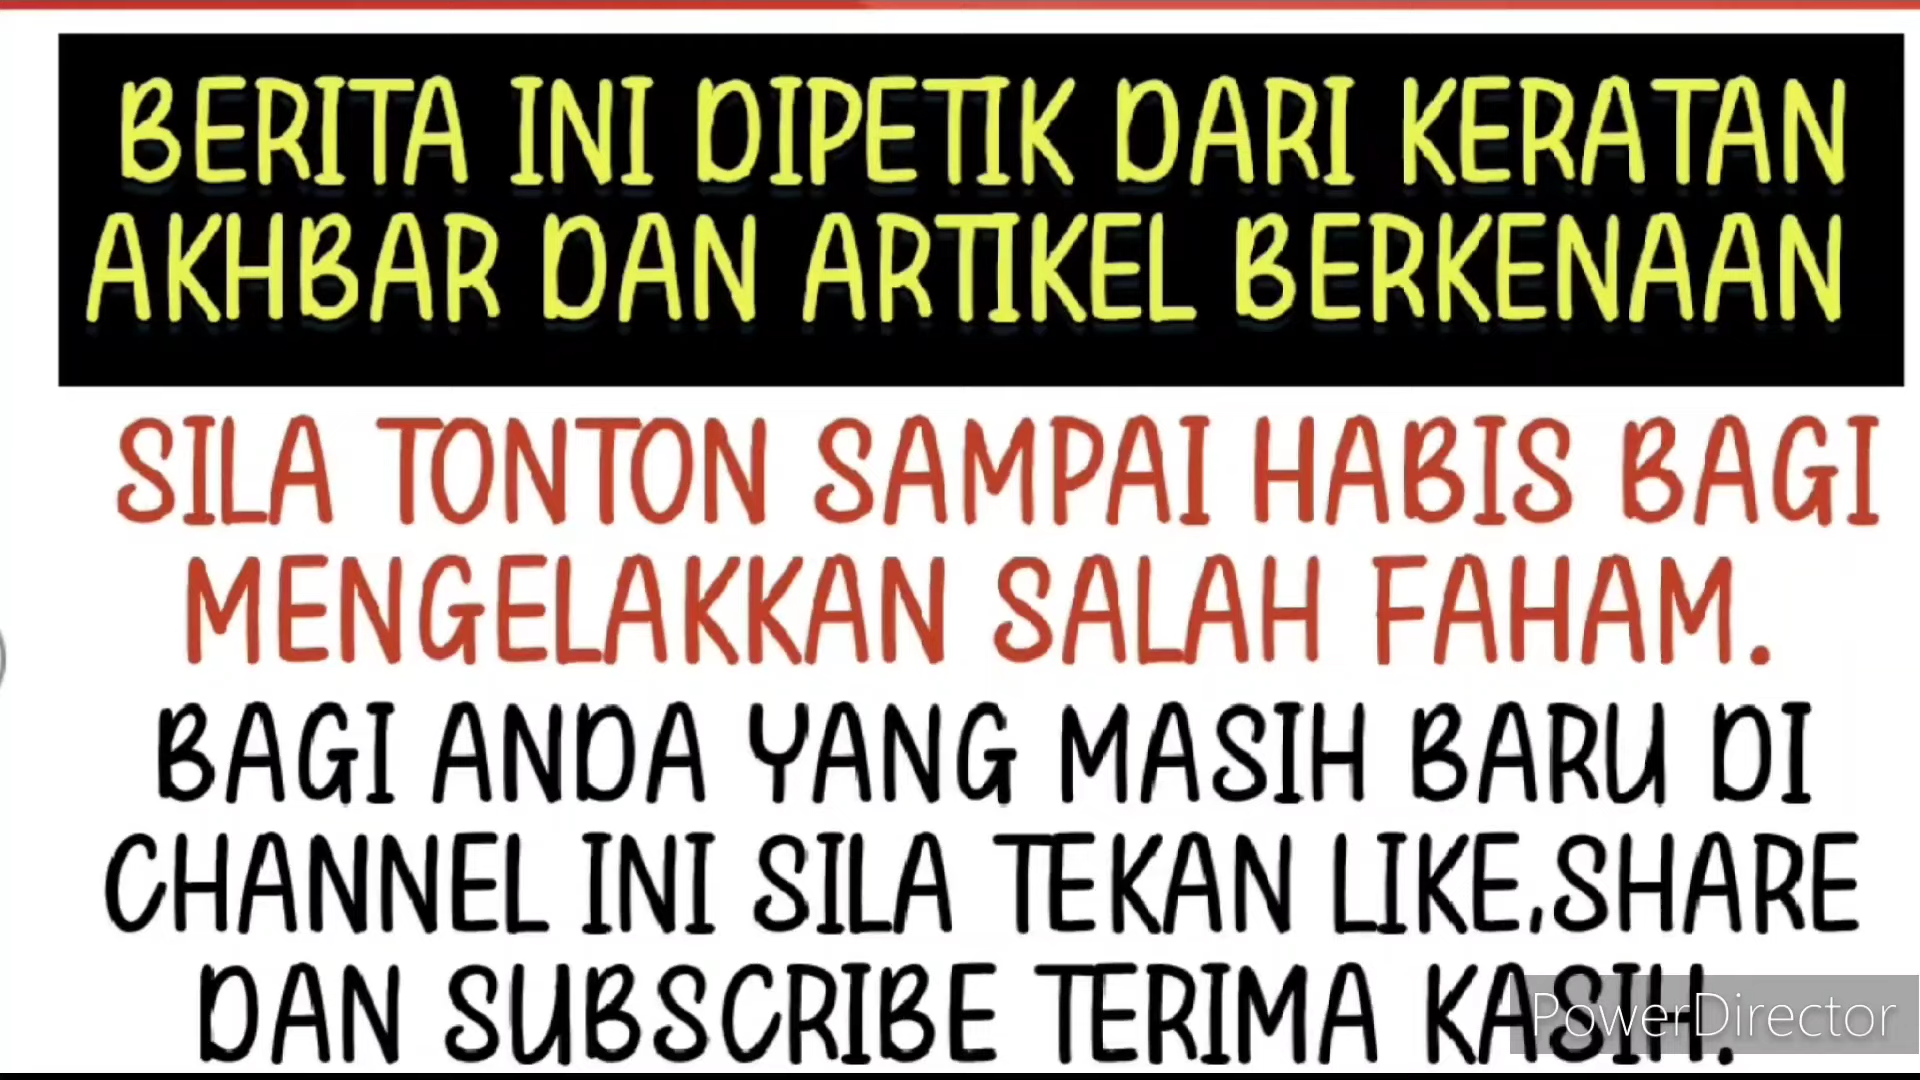 BERITA INI DIPETIK DARI KERATAN
AKHBAR DAN ARTIKEL BERKENAAN
SILA TONTON SAMPAI HABIS BAGI
MENGELAKKAN SALAH FAHAM.
BAGI ANDA YANG MASIH BARU DI
CHANNEL INI SILA TEKAN LIKE,SHARE
DAN SUBSCRIBE TERIMA KASIH.
PowerDirector